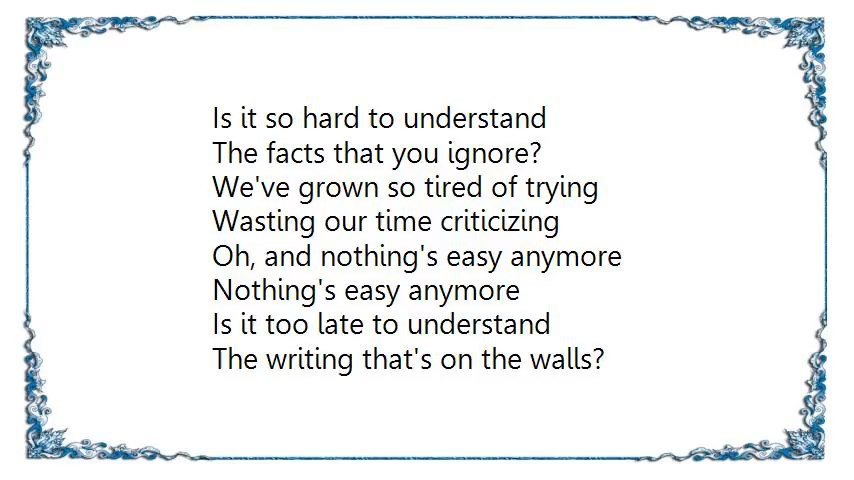 Is it so hard to understand
The facts that you ignore?
We've grown so tired of trying
Wasting our time criticizing
Oh, and nothing's easy anymore
Nothing's easy anymore
Is it too late to understand
The writing that's on the walls?